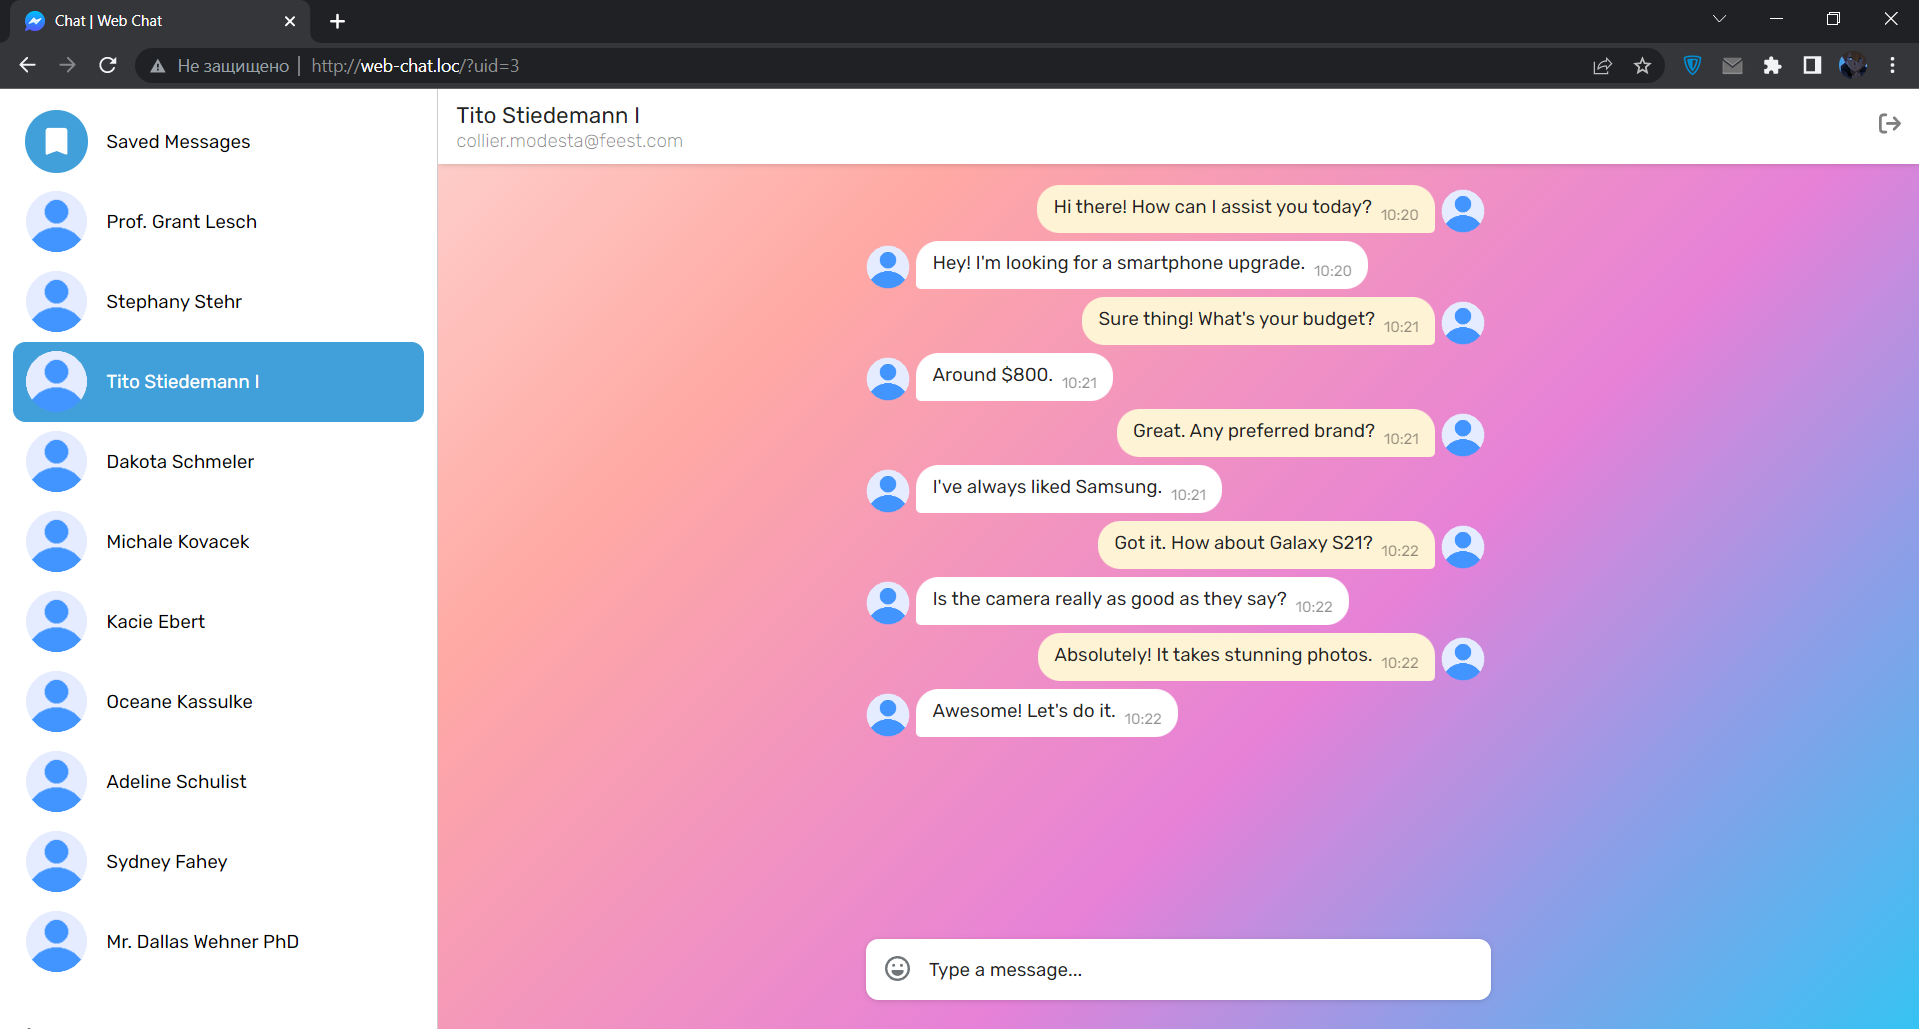 Chat | Web Chat
Не защищено | http://web-chat.loc/?uid=3
Saved Messages
Prof. Grant Lesch
Stephany Stehr
Tito Stiedemann I
Dakota Schmeler
Michale Kovacek
Kacie Ebert
Oceane Kassulke
Adeline Schulist
Sydney Fahey
Mr. Dallas Wehner PhD
Tito Stiedemann I
collier.modesta@feest.com
Hi there! How can I assist you today? 10:20
Hey! I'm looking for a smartphone upgrade. 10:20
Sure thing! What's your budget? 10:21
Around $800. 10:21
Great. Any preferred brand? 10:21
I've always liked Samsung. 10:21
Got it. How about Galaxy S21? 10:22
Is the camera really as good as they say? 10:22
Absolutely! It takes stunning photos. 10:22
Awesome! Let's do it. 10:22
Type a message...